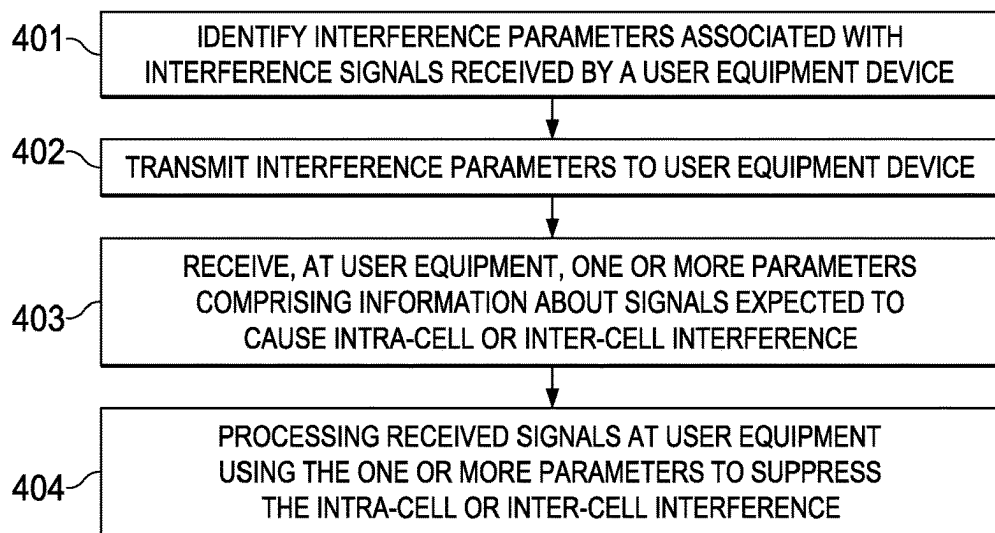 401
IDENTIFY INTERFERENCE PARAMETERS ASSOCIATED WITH
INTERFERENCE SIGNALS RECEIVED BY A USER EQUIPMENT DEVICE
402
TRANSMIT INTERFERENCE PARAMETERS TO USER EQUIPMENT DEVICE
403
RECEIVE, AT USER EQUIPMENT, ONE OR MORE PARAMETERS
COMPRISING INFORMATION ABOUT SIGNALS EXPECTED TO
CAUSE INTRA-CELL OR INTER-CELL INTERFERENCE
404
PROCESSING RECEIVED SIGNALS AT USER EQUIPMENT
USING THE ONE OR MORE PARAMETERS TO SUPPRESS
THE INTRA-CELL OR INTER-CELL INTERFERENCE